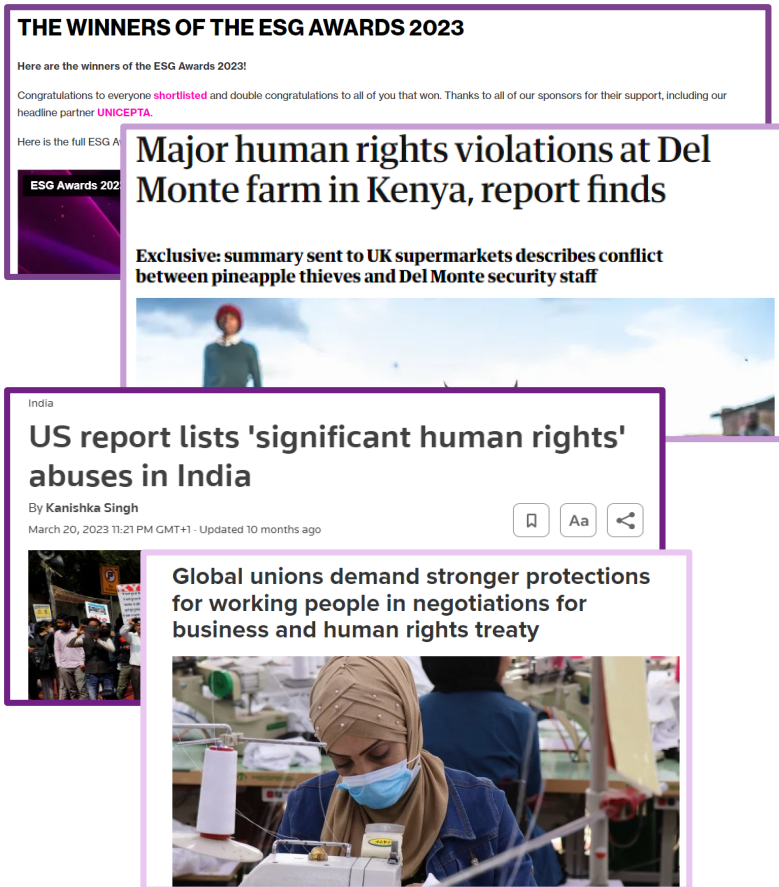 THE WINNERS OF THE ESG AWARDS 2023
Here are the winners of the ESG Awards 2023!
Congratulations to everyone shortlisted and double congratulations to all of you that won. Thanks to all of our sponsors for their support, including our
headline partner UNICEPTA.
Here is the full ESG A
ESG Awards 202
Major human rights violations at Del
Monte farm in Kenya, report finds
Exclusive: summary sent to UK supermarkets describes conflict
between pineapple thieves and Del Monte security staff
India
US report lists 'significant human rights'
abuses in India
By Kanishka Singh
March 20, 2023 11:21 PM GMT+1 · Updated 10 months ago
Aa
Global unions demand stronger protections
for working people in negotiations for
business and human rights treaty